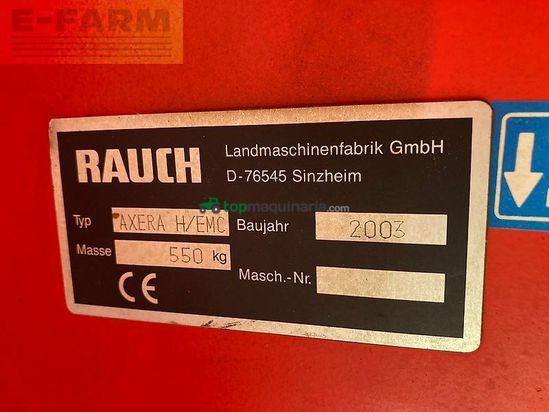 E-FARM
RAUCH
Landmaschinenfabrik GmbH
D-76545 Sinzheim
Typ AXERA H/EMC Baujahr 2003
Masse 550 kg Masch.-Nr.
CE
topmaquinaria.com